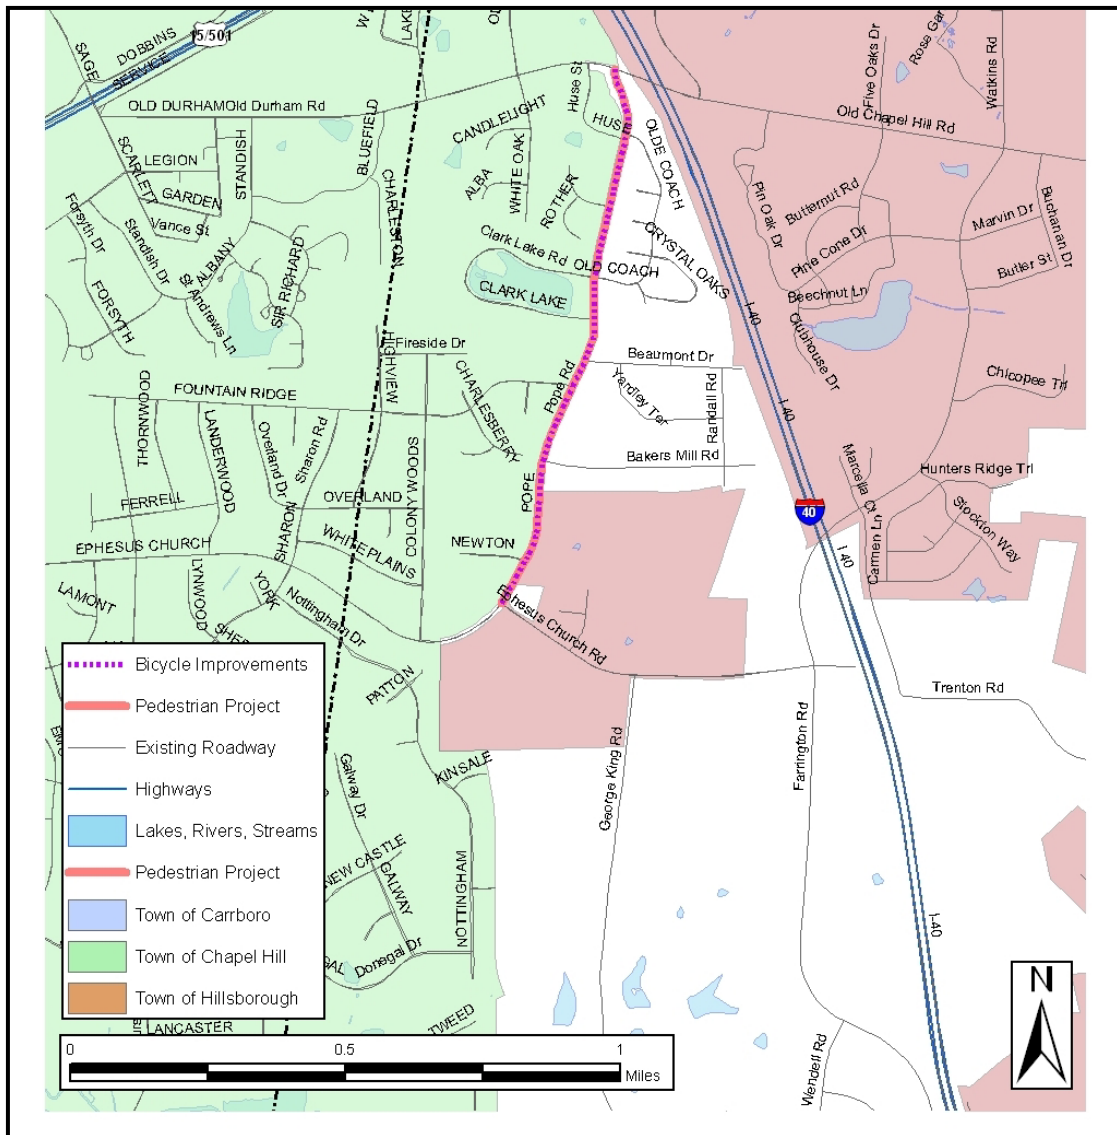 15/501
DOBBINS
SAGE
SERVICE
W
LAKE
OL
OLD DURHAM
Old Durham Rd
SCARLETT
LEGION
GARDEN
Vance St
STANDISH
BLUEFIELD
CHARLESTON
CANDLELIGHT
ALBA
WHITE OAK
ROTHER
Huse St
HUSE
OLDE COACH
CRYSTAL OAKS
Clark Lake Rd
OLD COACH
CLARK LAKE
Five Oaks Dr
Rose Gar
Watkins Rd
Old Chapel Hill Rd
Pin Oak Dr
Butternut Rd
Pine Cone Dr
Beechnut Ln
Clubhouse Dr
Marvin Dr
Buchanan Dr
Butler St
Chicopee Trl
I-40
I-40
Forsyth Dr
Standish Dr
FORSYTH
St Andrews Ln
ALBANY
SIR RICHARD
Fireside Dr
HIGHVIEW
FOUNTAIN RIDGE
THORNWOOD
LANDERWOOD
Overland Dr
Sharon Rd
CHARLESBERRY
Pope Rd
Beaumont Dr
Yardley Ter
Randall Rd
Bakers Mill Rd
FERRELL
OVERLAND
COLONY WOODS
POPE
SHARON
WHITE PLAINS
NEWTON
EPHESUS CHURCH
LAMONT
LYNWOOD
YORK
Nottingham Dr
Ephesus Church Rd
40
I-40
Marcella Ct
Carmen Ln
Hunters Ridge Trl
Stockton Way
Trenton Rd
PATTON
KINSALE
Galway Dr
NEW CASTLE
GALWAY
NOTTINGHAM
Donegal Dr
George King Rd
Farrington Rd
I-40
Wendell Rd
TWEED
LANCASTER
Bicycle Improvements
Pedestrian Project
Existing Roadway
Highways
Lakes, Rivers, Streams
Pedestrian Project
Town of Carrboro
Town of Chapel Hill
Town of Hillsborough
0 0.5 1
Miles
N